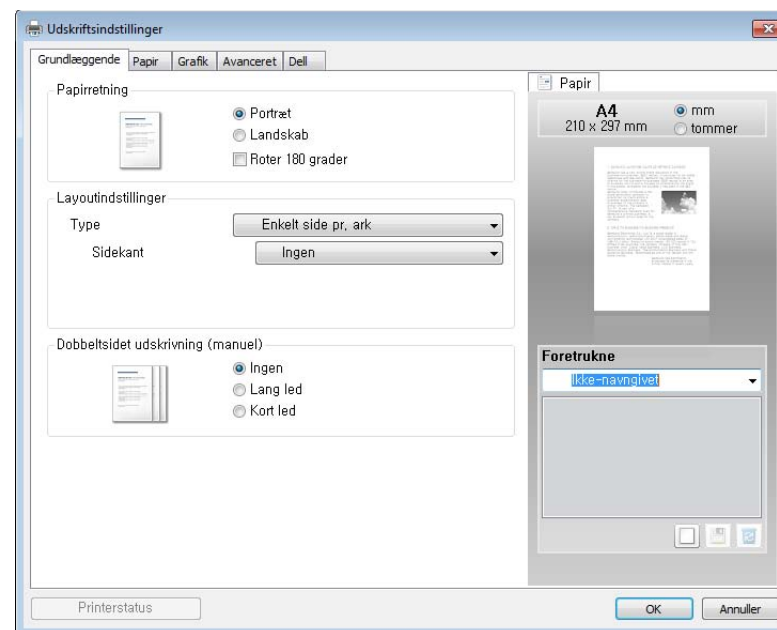 Udskriftsindstillinger
Grundlæggende Papir Grafik Avanceret Dell
Papirretning
Portræt
Landskab
Roter 180 grader
Layoutindstillinger
Type Enkelt side pr, ark
Sidekant Ingen
Dobbeltsidet udskrivning (manuel)
Ingen
Lang led
Kort led
Papir
A4
210 x 297 mm
mm
tommer
Foretrukne
Ikke-navngivet
Printerstatus
OK Annuller